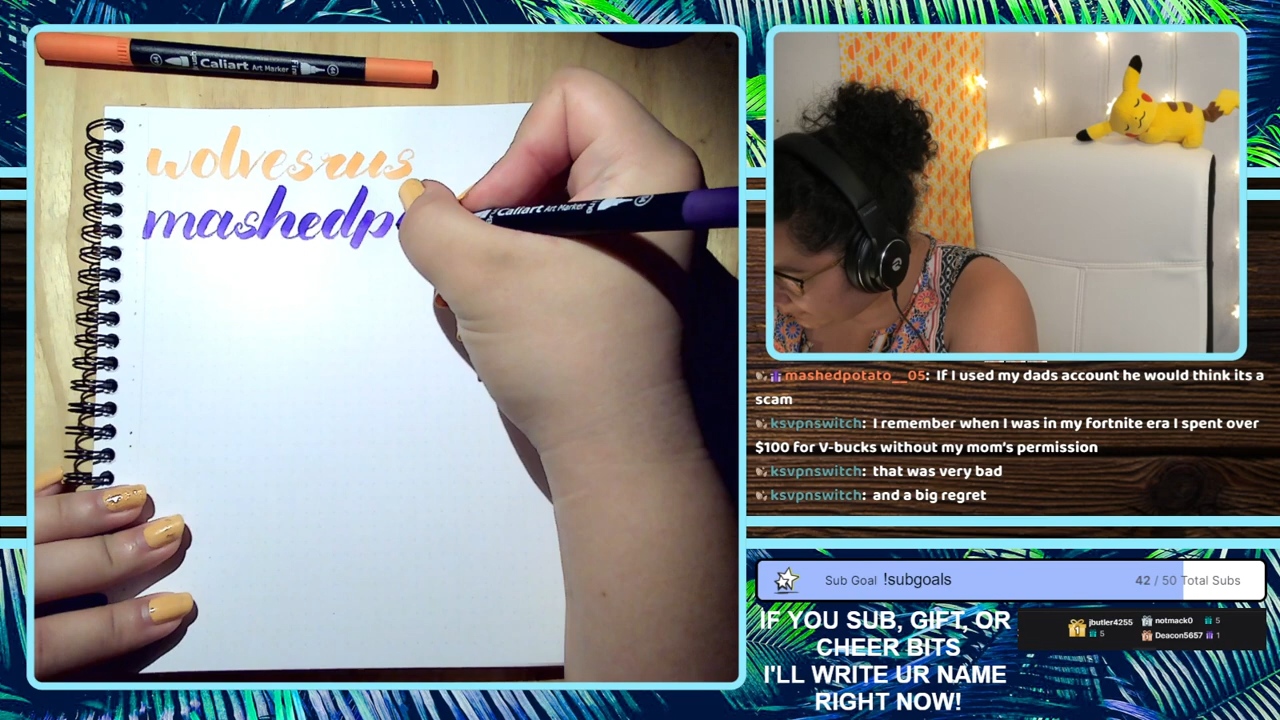 Caliart Art Marker
wolvesrus
mashedp
Caliart Art Marker
mashedpotato__05: If I used my dads account he would think its a
scam
ksvpnswitch: I remember when I was in my fortnite era I spent over
$100 for V-bucks without my mom's permission
ksvpnswitch: that was very bad
ksvpnswitch: and a big regret
Sub Goal !subgoals 42 / 50 Total Subs
IF YOU SUB, GIFT, OR
CHEER BITS
I'LL WRITE UR NAME
RIGHT NOW!
1 jbutler4255 5
notmack0 5
Deacon5657 1